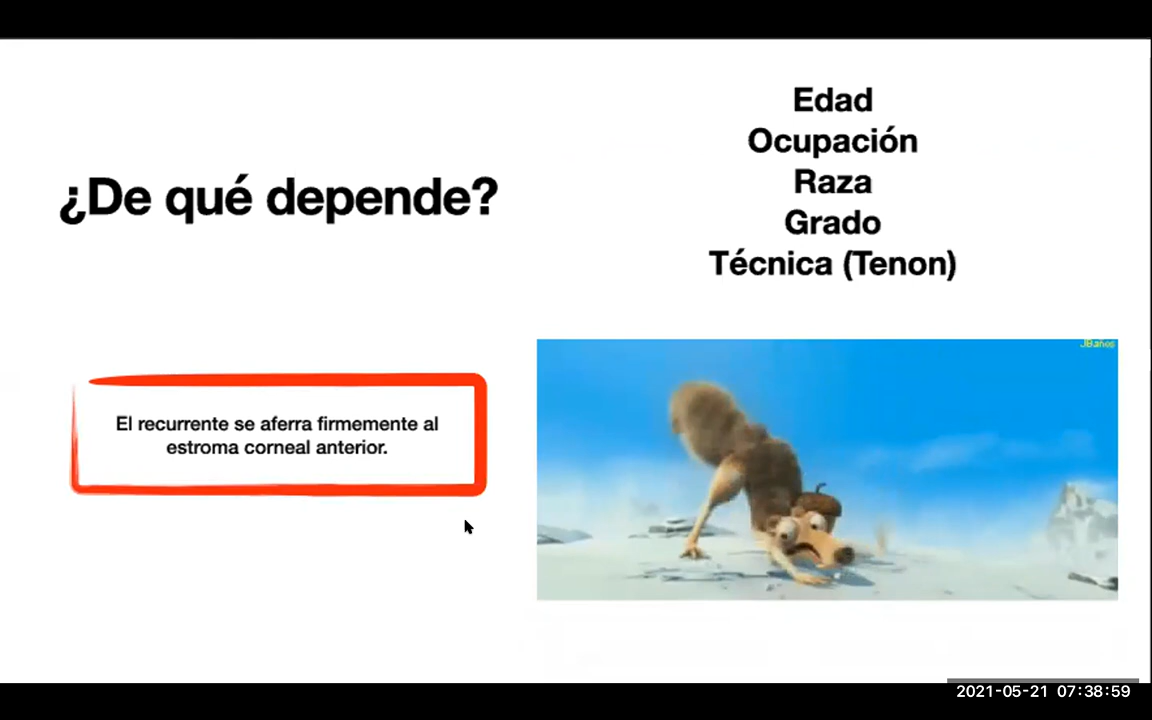 ¿De qué depende?
Edad
Ocupación
Raza
Grado
Técnica (Tenon)
El recurrente se aferra firmemente al
estroma corneal anterior.
JBaños
2021-05-21 07:38:59